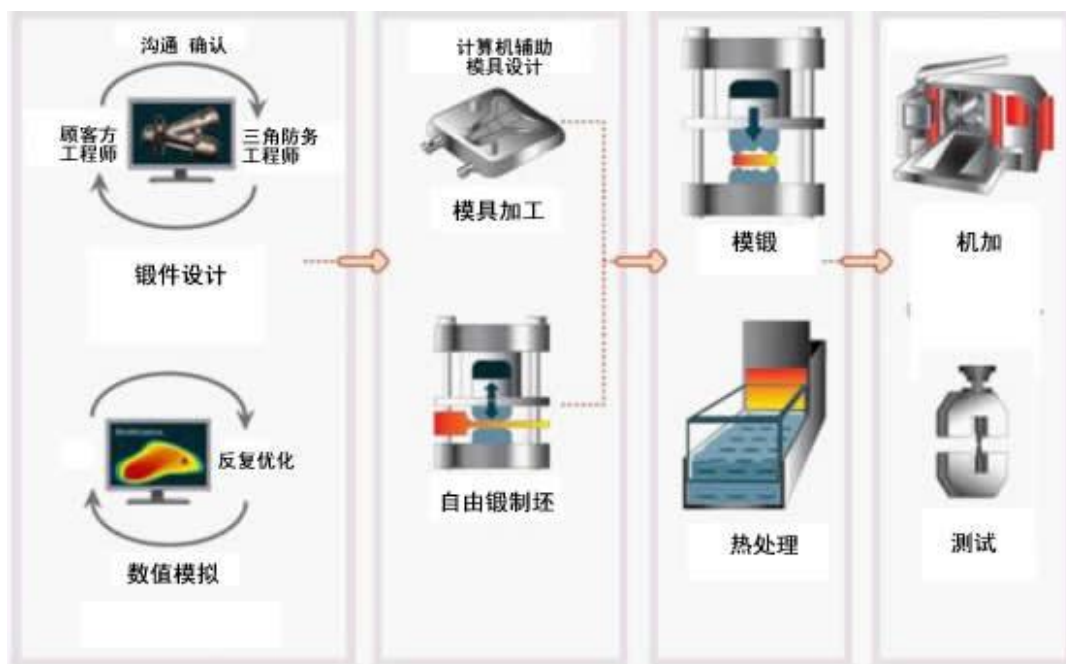 沟通 确认
顾客方
工程师
三角防务
工程师
锻件设计
反复优化
数值模拟
计算机辅助
模具设计
模具加工
自由锻制坯
模锻
热处理
机加
测试